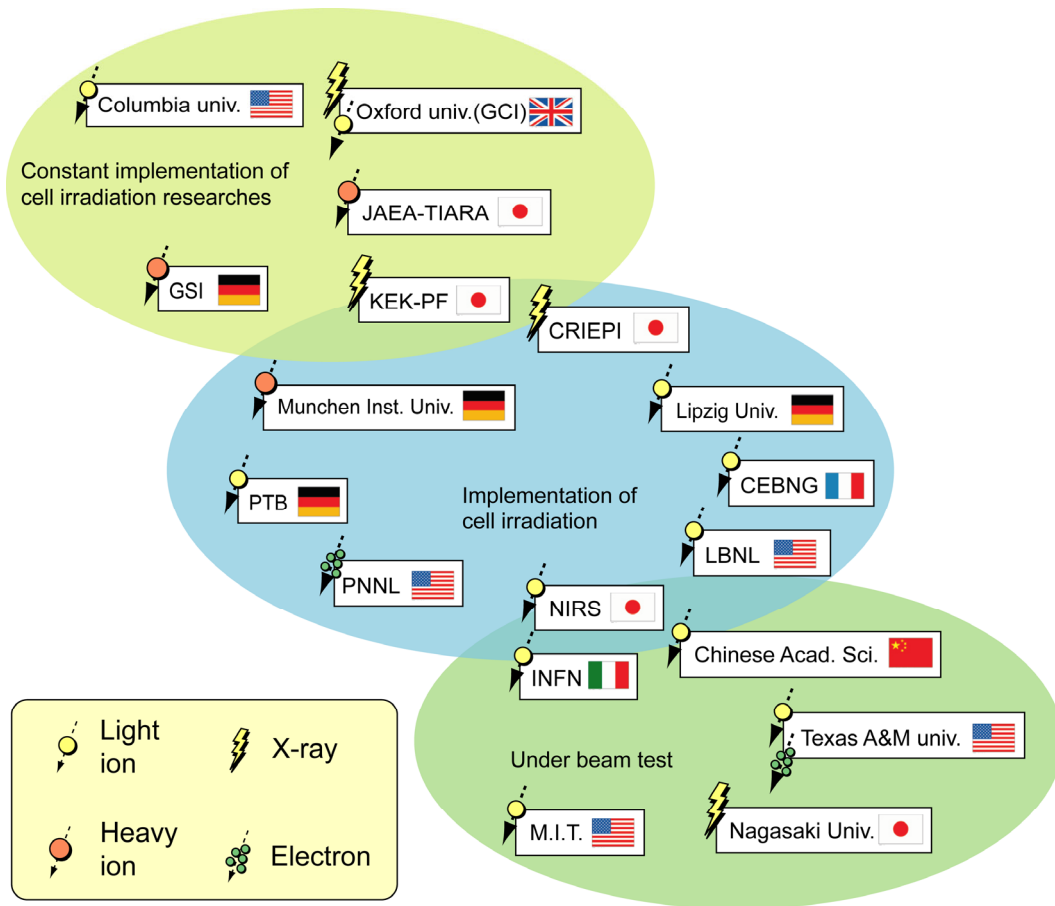 Columbia univ.
Oxford univ.(GCI)
Constant implementation of
cell irradiation researches
JAEA-TIARA
GSI
KEK-PF
CRIEPI
Munchen Inst. Univ.
Lipzig Univ.
CEBNG
PTB
Implementation of
cell irradiation
LBNL
PNNL
NIRS
Chinese Acad. Sci.
INFN
Texas A&M univ.
Under beam test
M.I.T.
Nagasaki Univ.
Light
ion
X-ray
Heavy
ion
Electron